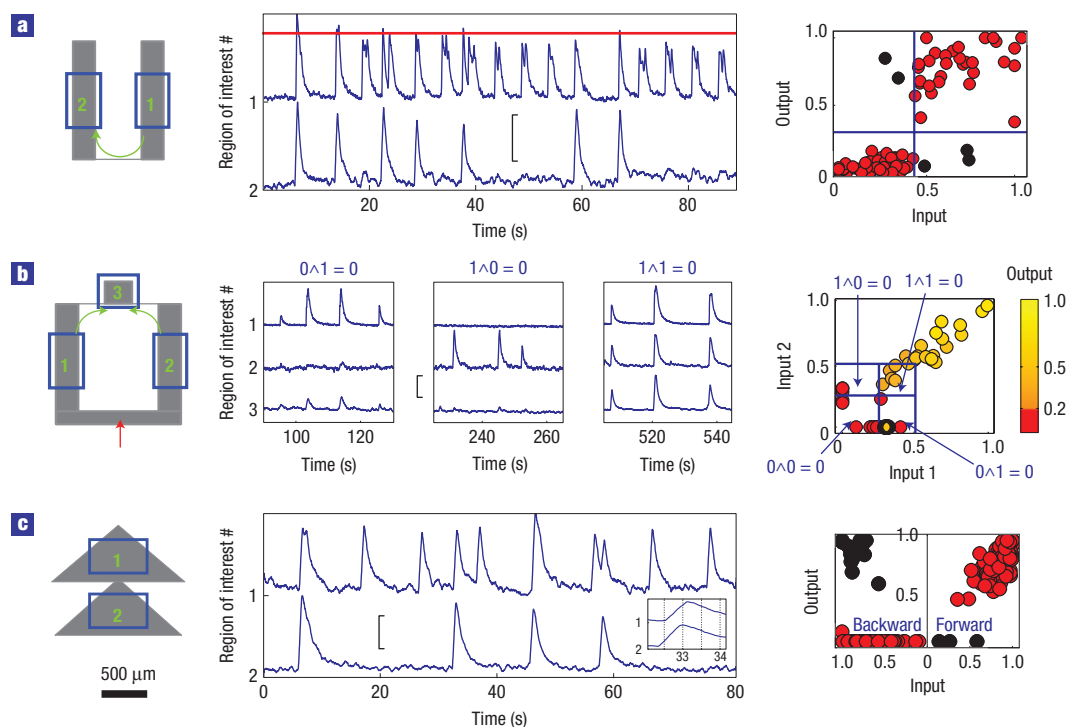 a
2
1
Region of interest #
1
2
20
40
60
80
Time (s)
Output
1.0
0.5
0
0.5
1.0
Input
b
3
1
2
0∧1 = 0
1∧0 = 0
1∧1 = 0
Region of interest #
1
2
3
100
120
Time (s)
220
240
260
Time (s)
520
540
Time (s)
1∧0 = 0
1∧1 = 0
Output
Input 2
1.0
0.5
0
0
0.5
1.0
Input 1
0∧0 = 0
0∧1 = 0
1.0
0.8
0.6
0.4
0.2
c
1
2
500 µm
Region of interest #
1
2
0
20
40
60
80
Time (s)
1
2
33
34
Output
1.0
0.5
Backward
Forward
1.0
0.5
0
0.5
1.0
Input